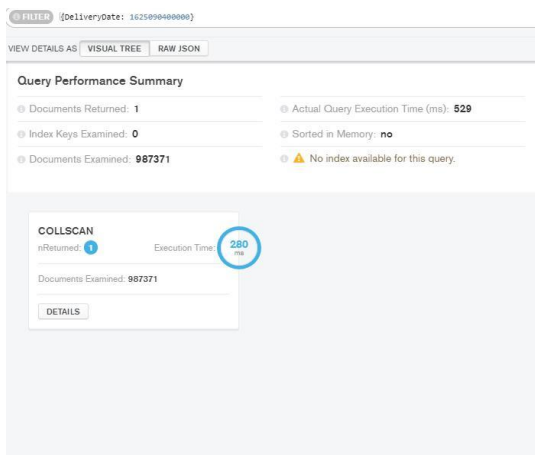 FILTER {DeliveryDate: 1625090400000}
VIEW DETAILS AS VISUAL TREE RAW JSON
Query Performance Summary
Documents Returned: 1
Actual Query Execution Time (ms): 529
Index Keys Examined: 0
Sorted in Memory: no
Documents Examined: 987371
No index available for this query.
COLLSCAN
nReturned: 1 Execution Time: 280 ms
Documents Examined: 987371
DETAILS